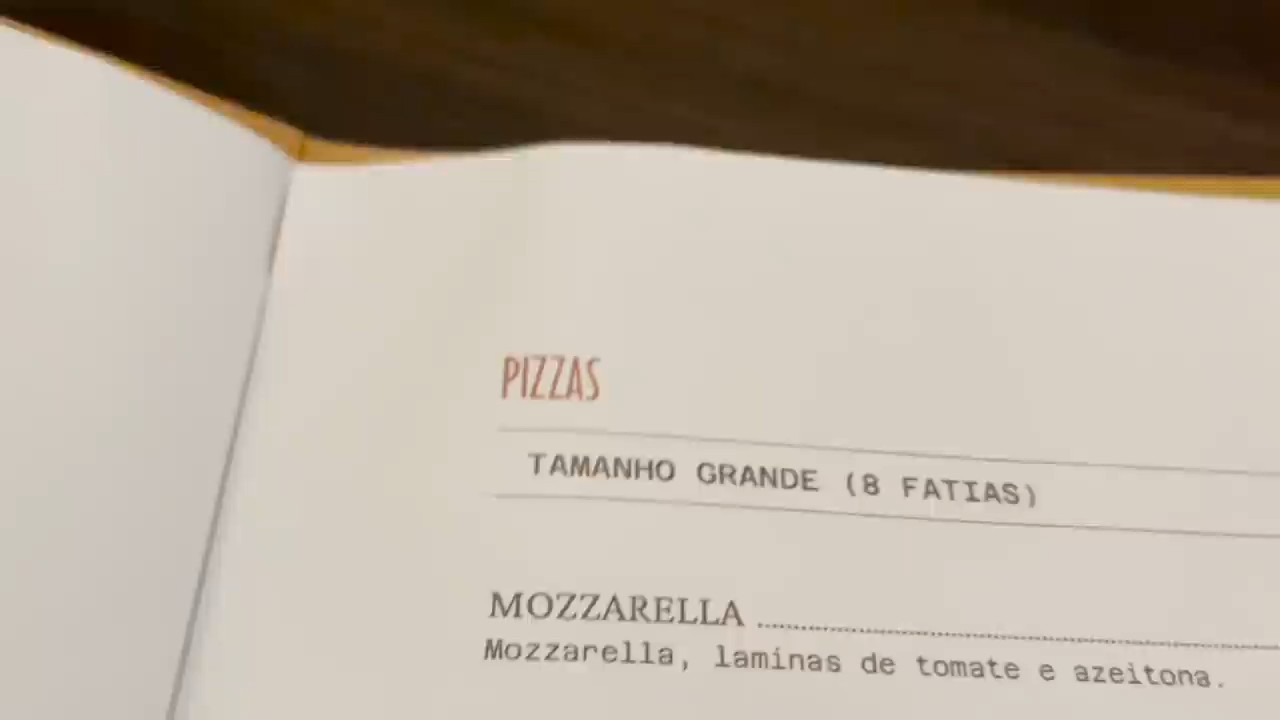 PIZZAS
TAMANHO GRANDE (8 FATIAS)
MOZZARELLA
Mozzarella, laminas de tomate e azeitona.